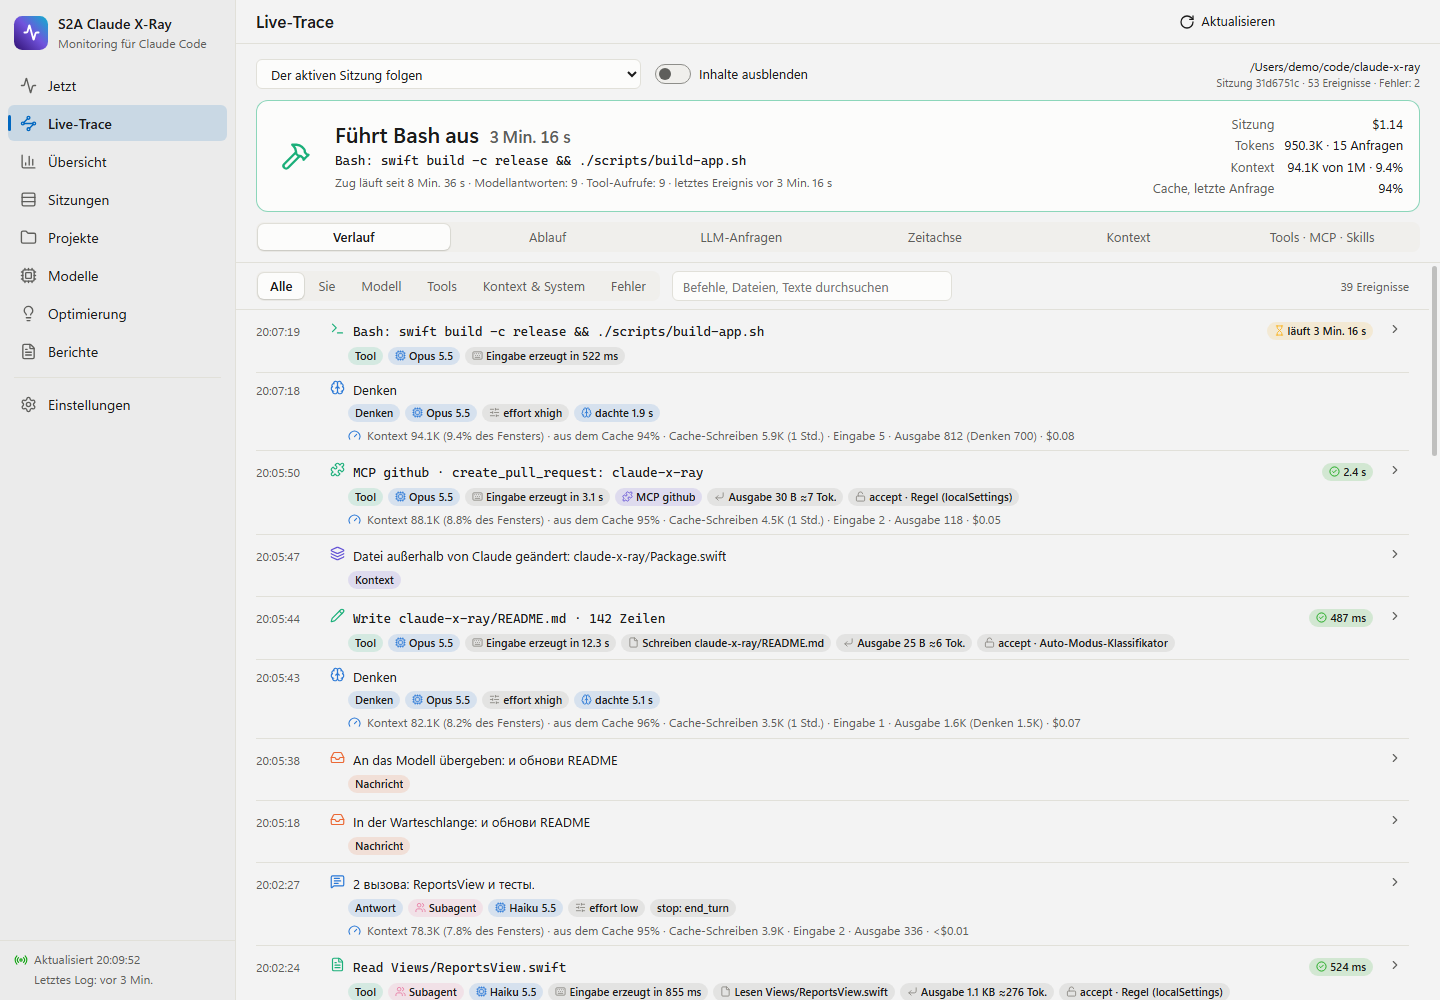 S2A Claude X-Ray
Monitoring für Claude Code
Jetzt
Live-Trace
Übersicht
Sitzungen
Projekte
Modelle
Optimierung
Berichte
Einstellungen
Aktualisiert 20:09:52
Letztes Log: vor 3 Min.
Live-Trace
Aktualisieren
Der aktiven Sitzung folgen
Inhalte ausblenden
/Users/demo/code/claude-x-ray
Sitzung 31d6751c · 53 Ereignisse · Fehler: 2
Führt Bash aus 3 Min. 16 s
Bash: swift build -c release && ./scripts/build-app.sh
Zug läuft seit 8 Min. 36 s · Modellantworten: 9 · Tool-Aufrufe: 9 · letztes Ereignis vor 3 Min. 16 s
Sitzung $1.14
Tokens 950.3K · 15 Anfragen
Kontext 94.1K von 1M · 9.4%
Cache, letzte Anfrage 94%
Verlauf Ablauf LLM-Anfragen Zeitachse Kontext Tools · MCP · Skills
Alle Sie Modell Tools Kontext & System Fehler Befehle, Dateien, Texte durchsuchen 39 Ereignisse
20:07:19 Bash: swift build -c release && ./scripts/build-app.sh läuft 3 Min. 16 s
Tool Opus 5.5 Eingabe erzeugt in 522 ms
20:07:18 Denken
Denken Opus 5.5 effort xhigh dachte 1.9 s
Kontext 94.1K (9.4% des Fensters) · aus dem Cache 94% · Cache-Schreiben 5.9K (1 Std.) · Eingabe 5 · Ausgabe 812 (Denken 700) · $0.08
20:05:50 MCP github · create_pull_request: claude-x-ray 2.4 s
Tool Opus 5.5 Eingabe erzeugt in 3.1 s MCP github Ausgabe 30 B ≈7 Tok. accept · Regel (localSettings)
Kontext 88.1K (8.8% des Fensters) · aus dem Cache 95% · Cache-Schreiben 4.5K (1 Std.) · Eingabe 2 · Ausgabe 118 · $0.05
20:05:47 Datei außerhalb von Claude geändert: claude-x-ray/Package.swift
Kontext
20:05:44 Write claude-x-ray/README.md · 142 Zeilen 487 ms
Tool Opus 5.5 Eingabe erzeugt in 12.3 s Schreiben claude-x-ray/README.md Ausgabe 25 B ≈6 Tok. accept · Auto-Modus-Klassifikator
20:05:43 Denken
Denken Opus 5.5 effort xhigh dachte 5.1 s
Kontext 82.1K (8.2% des Fensters) · aus dem Cache 96% · Cache-Schreiben 3.5K (1 Std.) · Eingabe 1 · Ausgabe 1.6K (Denken 1.5K) · $0.07
20:05:38 An das Modell übergeben: и обнови README
Nachricht
20:05:18 In der Warteschlange: и обнови README
Nachricht
20:02:27 2 вызова: ReportsView и тесты.
Antwort Subagent Haiku 5.5 effort low stop: end_turn
Kontext 78.3K (7.8% des Fensters) · aus dem Cache 95% · Cache-Schreiben 3.9K · Eingabe 2 · Ausgabe 336 · <$0.01
20:02:24 Read Views/ReportsView.swift 524 ms
Tool Subagent Haiku 5.5 Eingabe erzeugt in 855 ms Lesen Views/ReportsView.swift Ausgabe 1.1 KB ≈276 Tok. accept · Regel (localSettings)